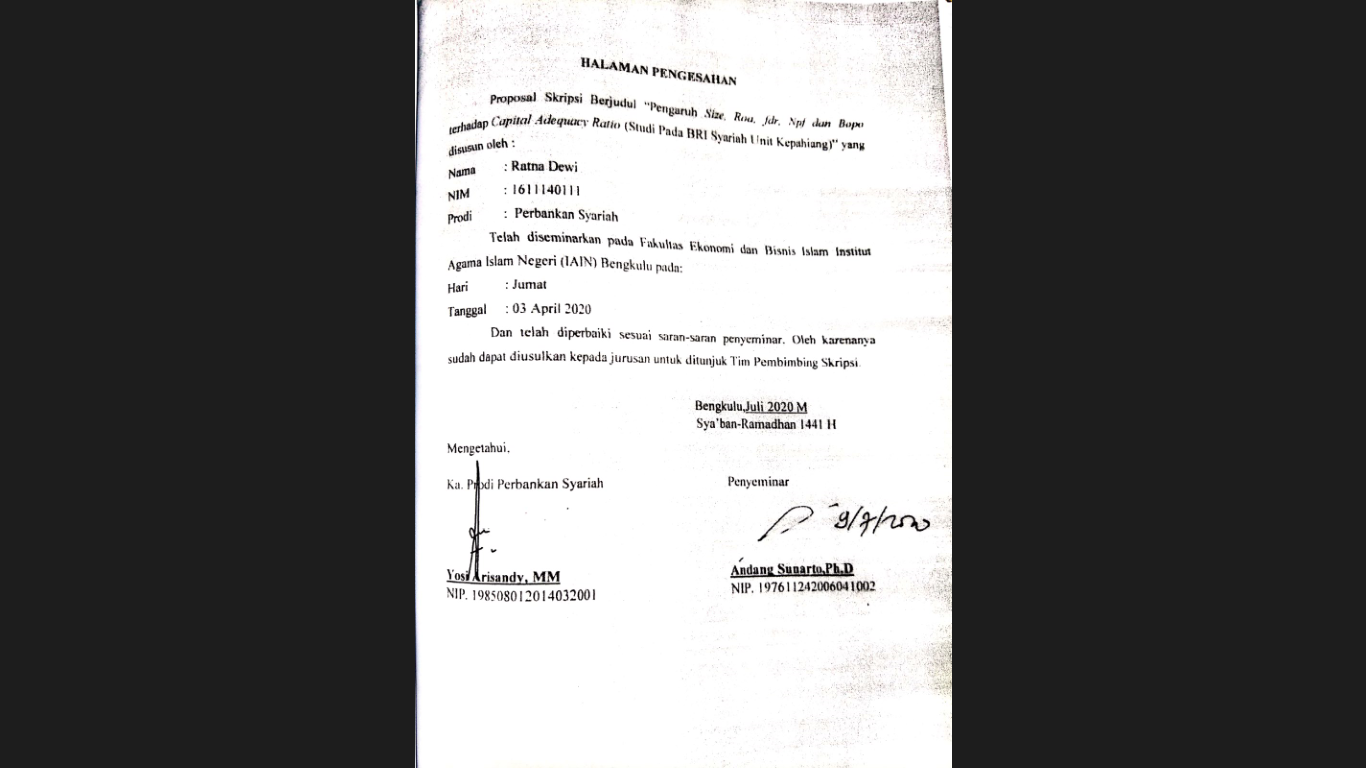 HALAMAN PENGESAHAN
Proposal Skripsi Berjudul "Pengaruh Size, Roa, fdr, Npf dan Bopo
terhadap Capital Adequacy Ratio (Studi Pada BRI Syariah Unit Kepahiang)" yang
disusun oleh :
Nama : Ratna Dewi
NIM : 1611140111
Prodi : Perbankan Syariah
Telah diseminarkan pada Fakultas Ekonomi dan Bisnis Islam Institut
Agama Islam Negeri (IAIN) Bengkulu pada:
Hari : Jumat
Tanggal : 03 April 2020
Dan telah diperbaiki sesuai saran-saran penyeminar. Oleh karenanya
sudah dapat diusulkan kepada jurusan untuk ditunjuk Tim Pembimbing Skripsi.
Bengkulu,Juli 2020 M
Sya'ban-Ramadhan 1441 H
Mengetahui,
Ka. Prodi Perbankan Syariah
Penyeminar
9/7/2020
Yosi Arisandy, MM
NIP. 198508012014032001
Andang Sunarto,Ph.D
NIP. 197611242006041002